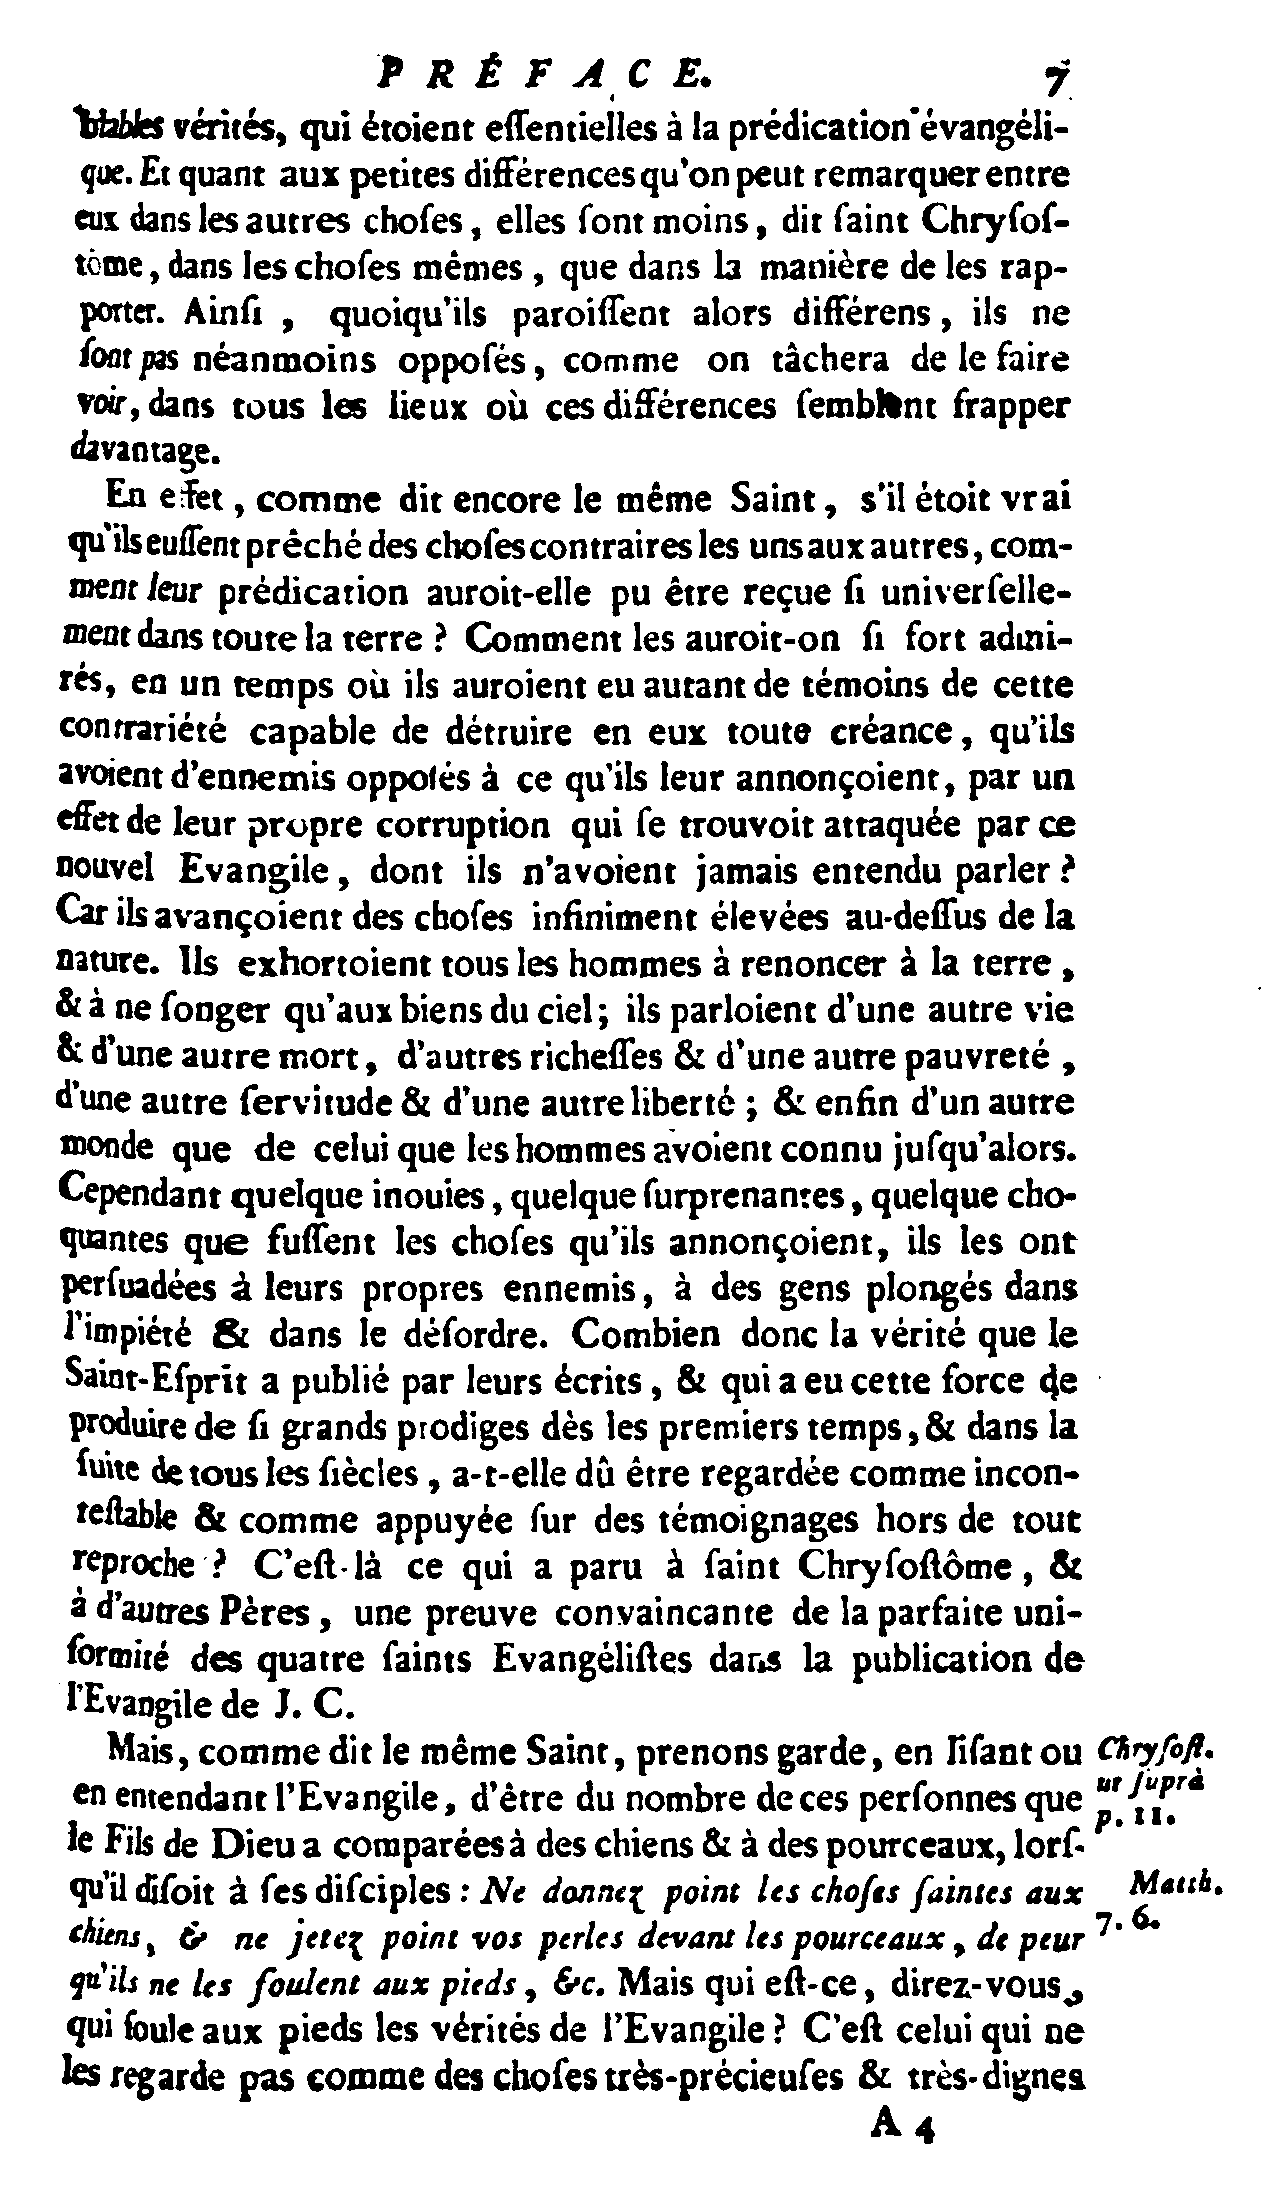 PRÉFACE. 7
blables vérités, qui étoient eſſentielles à la prédication évangéli-
que. Et quant aux petites différences qu'on peut remarquer entre
eux dans les autres choſes, elles ſont moins, dit ſaint Chryſoſ-
tôme, dans les choſes mêmes, que dans la manière de les rap-
porter. Ainſi, quoiqu'ils paroiſſent alors différens, ils ne
ſont pas néanmoins oppoſés, comme on tâchera de le faire
voir, dans tous les lieux où ces différences ſemblent frapper
davantage.
En effet, comme dit encore le même Saint, s'il étoit vrai
qu'ils euſſent prêché des choſes contraires les uns aux autres, com-
ment leur prédication auroit-elle pu être reçue ſi univerſelle-
ment dans toute la terre ? Comment les auroit-on ſi fort admi-
rés, en un temps où ils auroient eu autant de témoins de cette
contrariété capable de détruire en eux toute créance, qu'ils
avoient d'ennemis oppoſés à ce qu'ils leur annonçoient, par un
effet de leur propre corruption qui ſe trouvoit attaquée par ce
nouvel Evangile, dont ils n'avoient jamais entendu parler ?
Car ils avançoient des choſes infiniment élevées au-deſſus de la
nature. Ils exhortoient tous les hommes à renoncer à la terre,
& à ne ſonger qu'aux biens du ciel; ils parloient d'une autre vie
& d'une autre mort, d'autres richeſſes & d'une autre pauvreté,
d'une autre ſervitude & d'une autre liberté ; & enfin d'un autre
monde que de celui que les hommes avoient connu juſqu'alors.
Cependant quelque inouies, quelque ſurprenantes, quelque cho-
quantes que fuſſent les choſes qu'ils annonçoient, ils les ont
perſuadées à leurs propres ennemis, à des gens plongés dans
l'impiété & dans le déſordre. Combien donc la vérité que le
Saint-Eſprit a publié par leurs écrits, & qui a eu cette force de
produire de ſi grands prodiges dès les premiers temps, & dans la
ſuite de tous les ſiècles, a-t-elle dû être regardée comme incon-
teſtable & comme appuyée ſur des témoignages hors de tout
reproche ? C'eſt-là ce qui a paru à ſaint Chryſoſtôme, &
à d'autres Pères, une preuve convaincante de la parfaite uni-
formité des quatre ſaints Evangéliſtes dans la publication de
l'Evangile de J. C.
Mais, comme dit le même Saint, prenons garde, en liſant ou
en entendant l'Evangile, d'être du nombre de ces perſonnes que
le Fils de Dieu a comparées à des chiens & à des pourceaux, lorſ-
qu'il diſoit à ſes diſciples : Ne donnez point les choſes ſaintes aux
chiens, & ne jetez point vos perles devant les pourceaux, de peur
qu'ils ne les foulent aux pieds, &c. Mais qui eſt-ce, direz-vous,
qui foule aux pieds les vérités de l'Evangile ? C'eſt celui qui ne
les regarde pas comme des choſes très-précieuſes & très-dignes
Chryſoſt.
ut ſuprà
p. 11.
Matth.
7. 6.
A 4